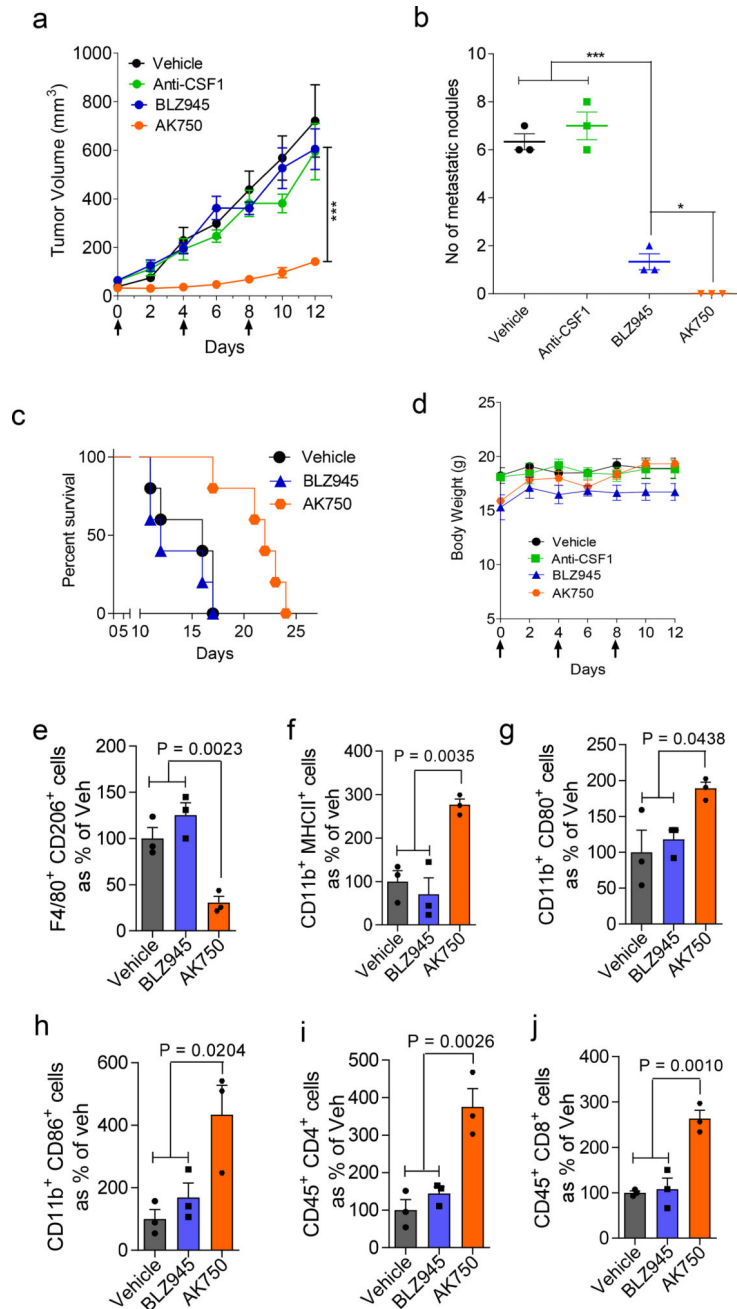 a
Tumor Volume (mm³)
1000
800
600
400
200
0
Vehicle
Anti-CSF1
BLZ945
AK750
***
0 2 4 6 8 10 12
Days
b
No of metastatic nodules
10
8
6
4
2
0
***
*
Vehicle
Anti-CSF1
BLZ945
AK750
c
Percent survival
100
50
0
Vehicle
BLZ945
AK750
0 5 10 15 20 25
Days
d
Body Weight (g)
25
20
15
10
5
Vehicle
Anti-CSF1
BLZ945
AK750
0 2 4 6 8 10 12
Days
e
F4/80⁺ CD206⁺ cells
as % of Veh
P = 0.0023
150
100
50
0
Vehicle
BLZ945
AK750
f
CD11b⁺ MHCII⁺ cells
as % of veh
P = 0.0035
400
300
200
100
0
Vehicle
BLZ945
AK750
g
CD11b⁺ CD80⁺ cells
as % of Veh
P = 0.0438
250
200
150
100
50
0
Vehicle
BLZ945
AK750
h
CD11b⁺ CD86⁺ cells
as % of veh
P = 0.0204
600
400
200
0
Vehicle
BLZ945
AK750
i
CD45⁺ CD4⁺ cells
as % of Veh
P = 0.0026
500
400
300
200
100
0
Vehicle
BLZ945
AK750
j
CD45⁺ CD8⁺ cells
as % of Veh
P = 0.0010
400
300
200
100
0
Vehicle
BLZ945
AK750